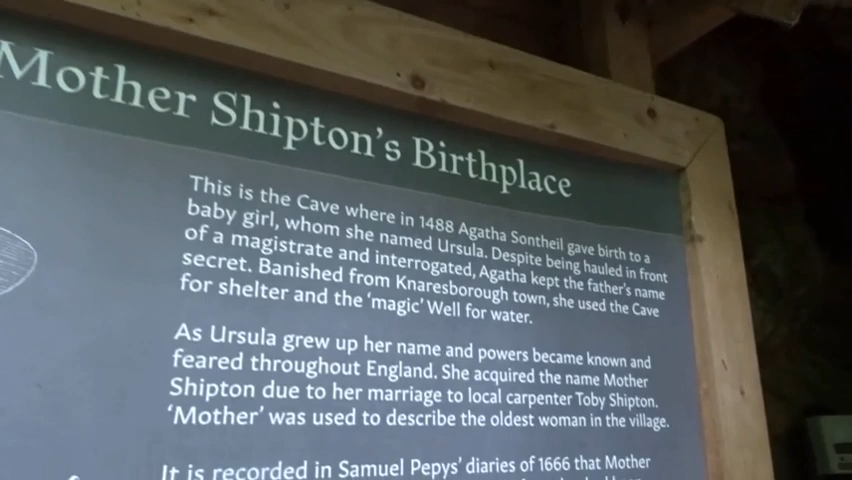 Mother Shipton's Birthplace
This is the Cave where in 1488 Agatha Sontheil gave birth to a
baby girl, whom she named Ursula. Despite being hauled in front
of a magistrate and interrogated, Agatha kept the father's name
secret. Banished from Knaresborough town, she used the Cave
for shelter and the 'magic' Well for water.
As Ursula grew up her name and powers became known and
feared throughout England. She acquired the name Mother
Shipton due to her marriage to local carpenter Toby Shipton.
'Mother' was used to describe the oldest woman in the village.
It is recorded in Samuel Pepys' diaries of 1666 that Mother